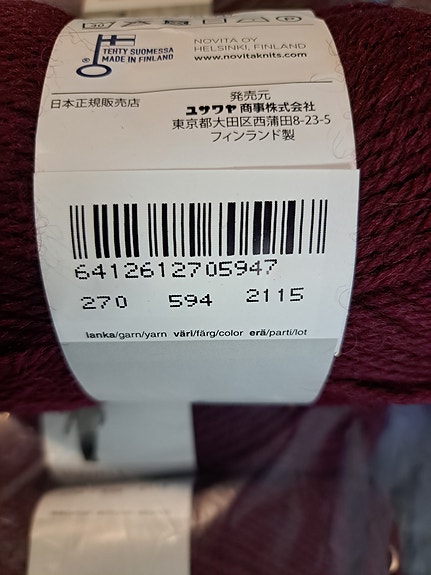 TEHTY SUOMESSA
MADE IN FINLAND
NOVITA OY
HELSINKI, FINLAND
www.novitaknits.com
日本正規販売店
発売元
ユザワヤ商事株式会社
東京都大田区西蒲田8-23-5
フィンランド製
6412612705947
270 594 2115
lanka/garn/yarn väri/färg/color erä/parti/lot